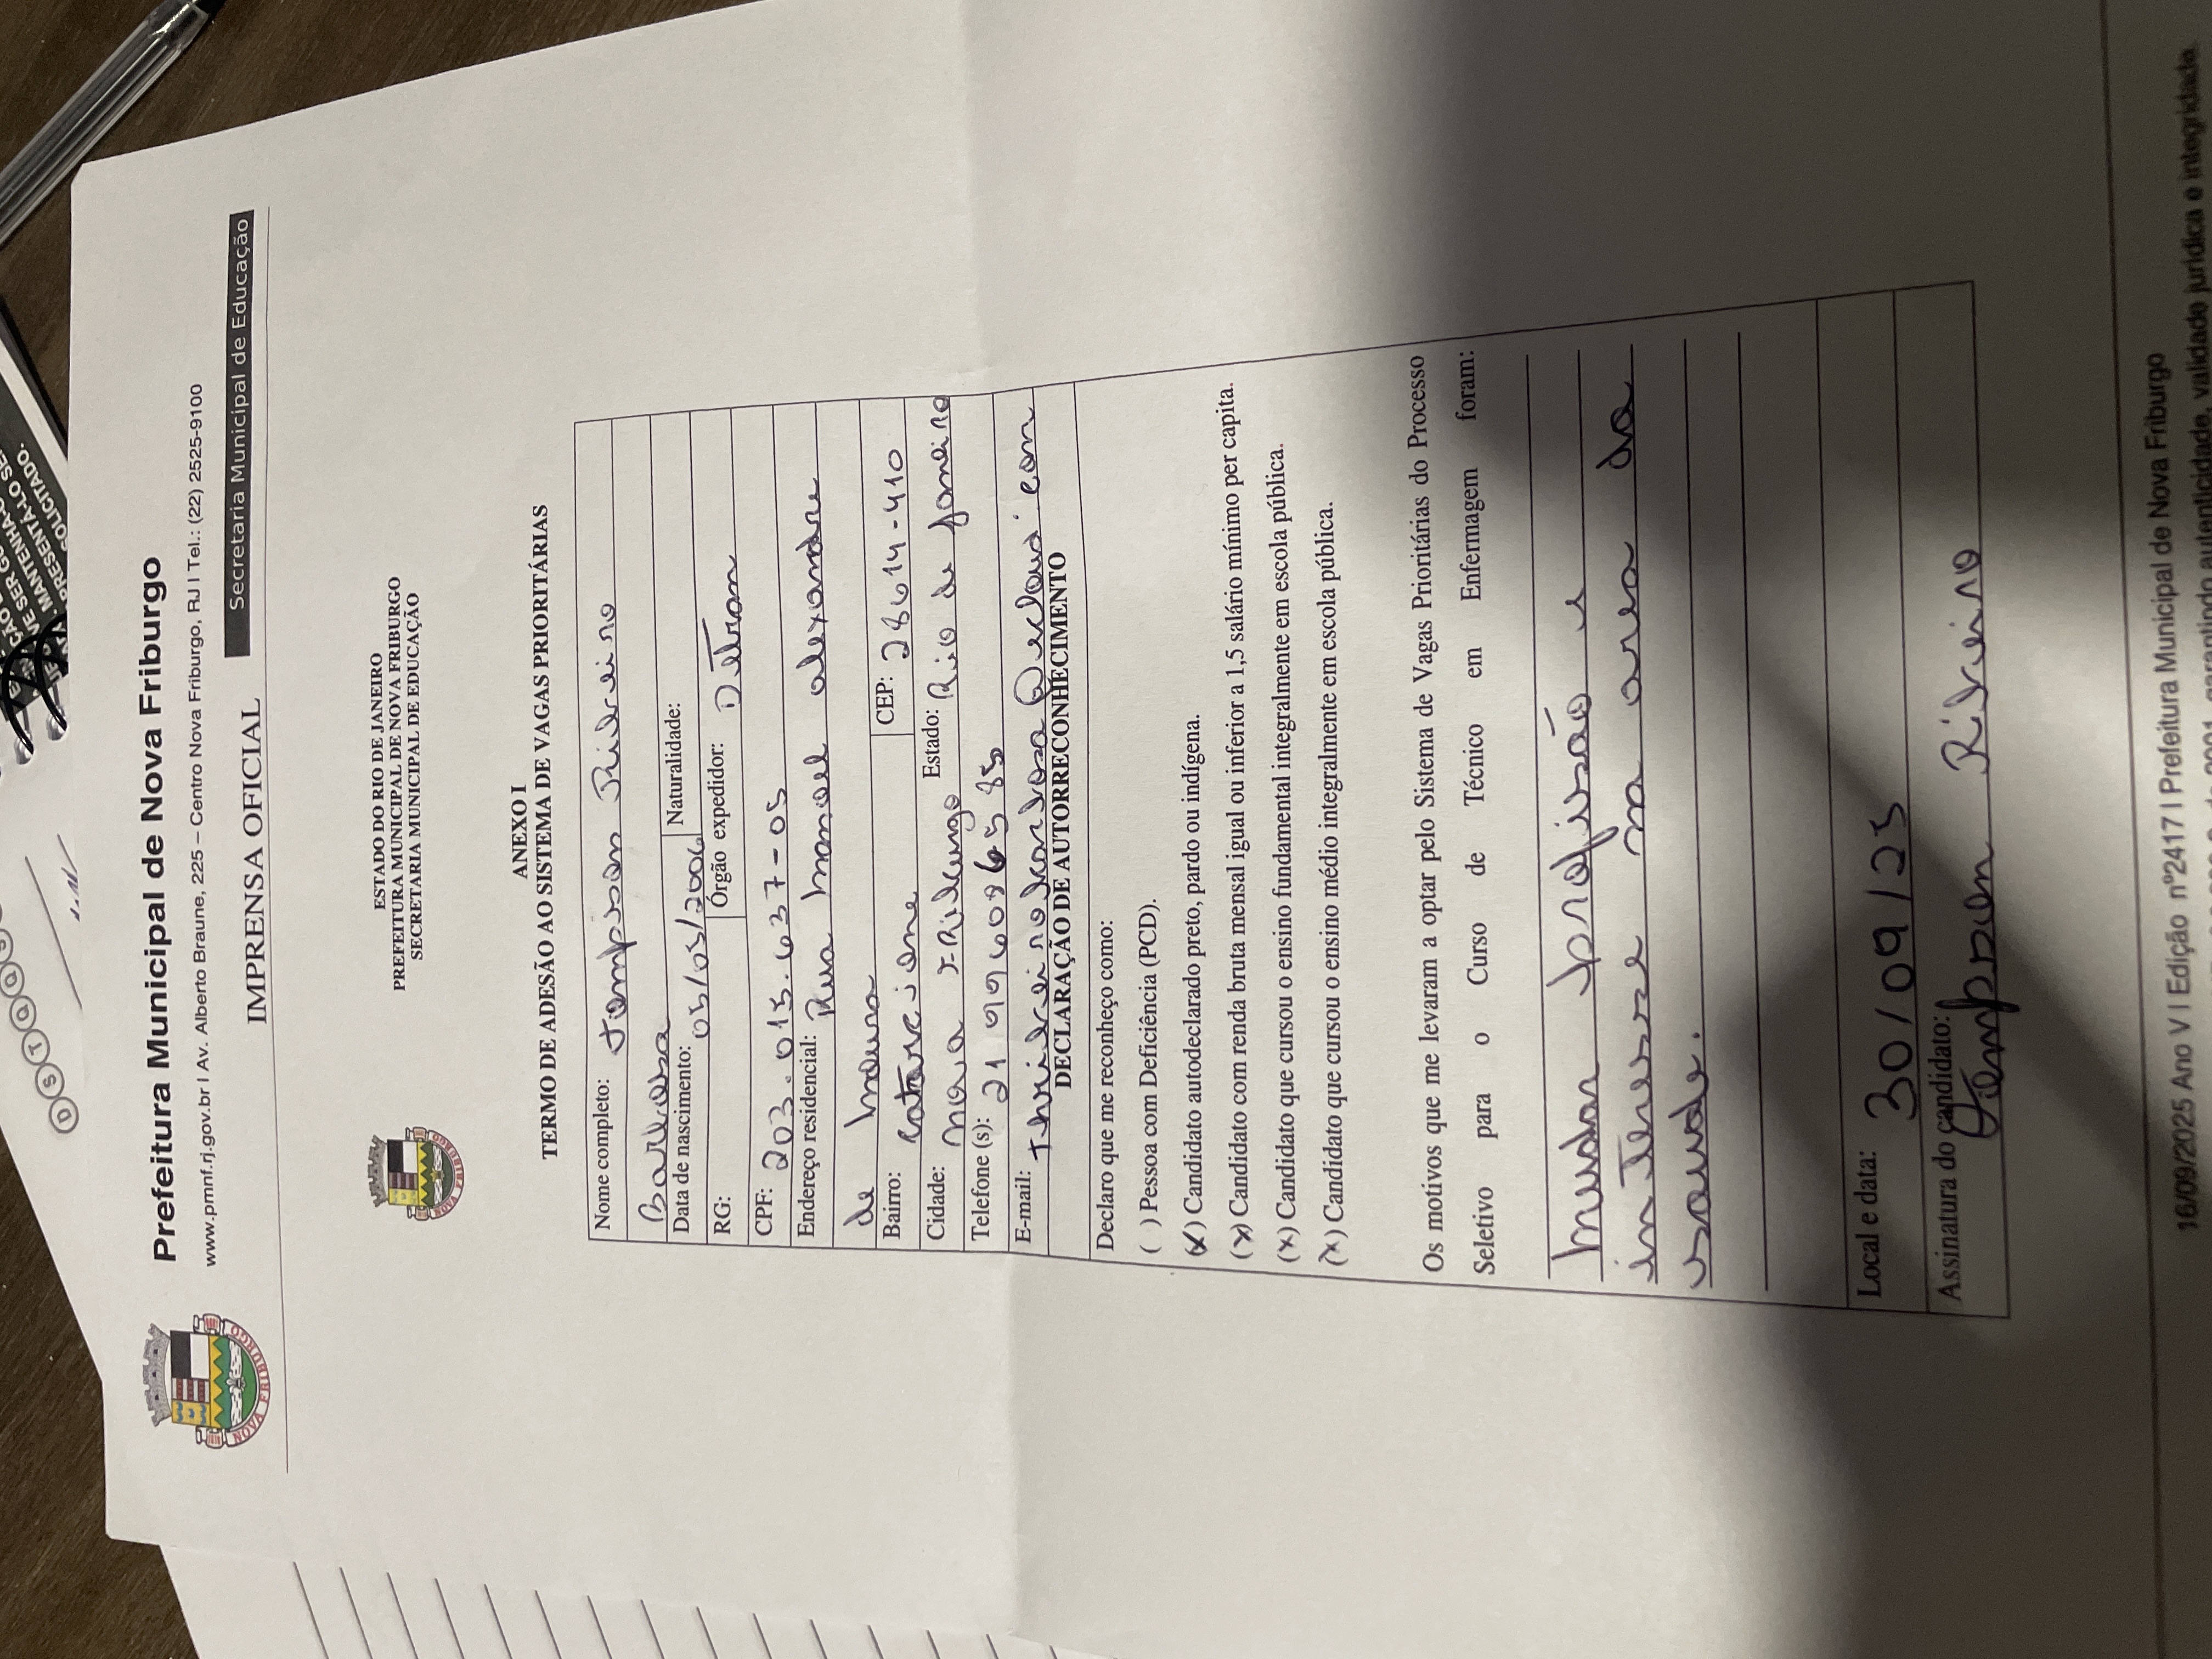 D S T Q Q S
MANTENHA-O
APRESENTÁ-LO SE
SOLICITADO.
Prefeitura Municipal de Nova Friburgo
www.pmnf.rj.gov.br | Av. Alberto Braune, 225 – Centro Nova Friburgo, RJ | Tel.: (22) 2525-9100
IMPRENSA OFICIAL
Secretaria Municipal de Educação
NOVA FRIBURGO
ESTADO DO RIO DE JANEIRO
PREFEITURA MUNICIPAL DE NOVA FRIBURGO
SECRETARIA MUNICIPAL DE EDUCAÇÃO
NOVA FRIBURGO
ANEXO I
TERMO DE ADESÃO AO SISTEMA DE VAGAS PRIORITÁRIAS
Nome completo: Tompson Ribeiro
Barbosa
Data de nascimento: 05/05/2006 Naturalidade:
RG: Órgão expedidor: Detran
CPF: 203.015.637-05
Endereço residencial: Rua Manoel alexandre
de Moura
Bairro: catarcione CEP: 28614-410
Cidade: nova Friburgo Estado: Rio de Janeiro
Telefone (s): 21 996086585
E-mail: thribeirobarbosa@icloud.com
DECLARAÇÃO DE AUTORRECONHECIMENTO
Declaro que me reconheço como:
( ) Pessoa com Deficiência (PCD).
(X) Candidato autodeclarado preto, pardo ou indígena.
(X) Candidato com renda bruta mensal igual ou inferior a 1,5 salário mínimo per capita.
(X) Candidato que cursou o ensino fundamental integralmente em escola pública.
(X) Candidato que cursou o ensino médio integralmente em escola pública.
Os motivos que me levaram a optar pelo Sistema de Vagas Prioritárias do Processo
Seletivo para o Curso de Técnico em Enfermagem foram:
Mudar profisão e
interesse na area da
saude.
Local e data: 30/09/25
Assinatura do candidato: Tompson Ribeiro
16/09/2025 Ano V | Edição nº2417 | Prefeitura Municipal de Nova Friburgo
garantindo autenticidade, validade jurídica e integridade